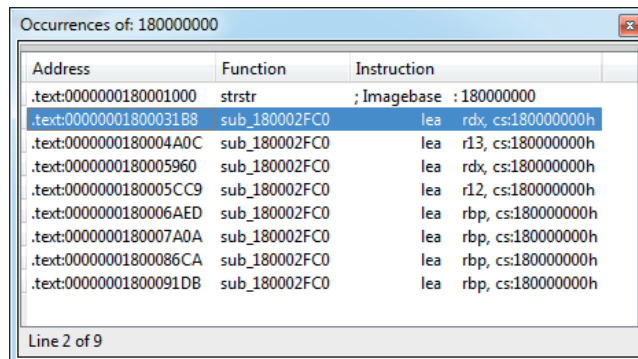 Occurrences of: 180000000
Address Function Instruction
.text:0000000180001000 strstr ; Imagebase : 180000000
.text:00000001800031B8 sub_180002FC0 lea rdx, cs:180000000h
.text:0000000180004A0C sub_180002FC0 lea r13, cs:180000000h
.text:0000000180005960 sub_180002FC0 lea rdx, cs:180000000h
.text:0000000180005CC9 sub_180002FC0 lea r12, cs:180000000h
.text:0000000180006AED sub_180002FC0 lea rbp, cs:180000000h
.text:0000000180007A0A sub_180002FC0 lea rbp, cs:180000000h
.text:00000001800086CA sub_180002FC0 lea rbp, cs:180000000h
.text:00000001800091DB sub_180002FC0 lea rbp, cs:180000000h
Line 2 of 9